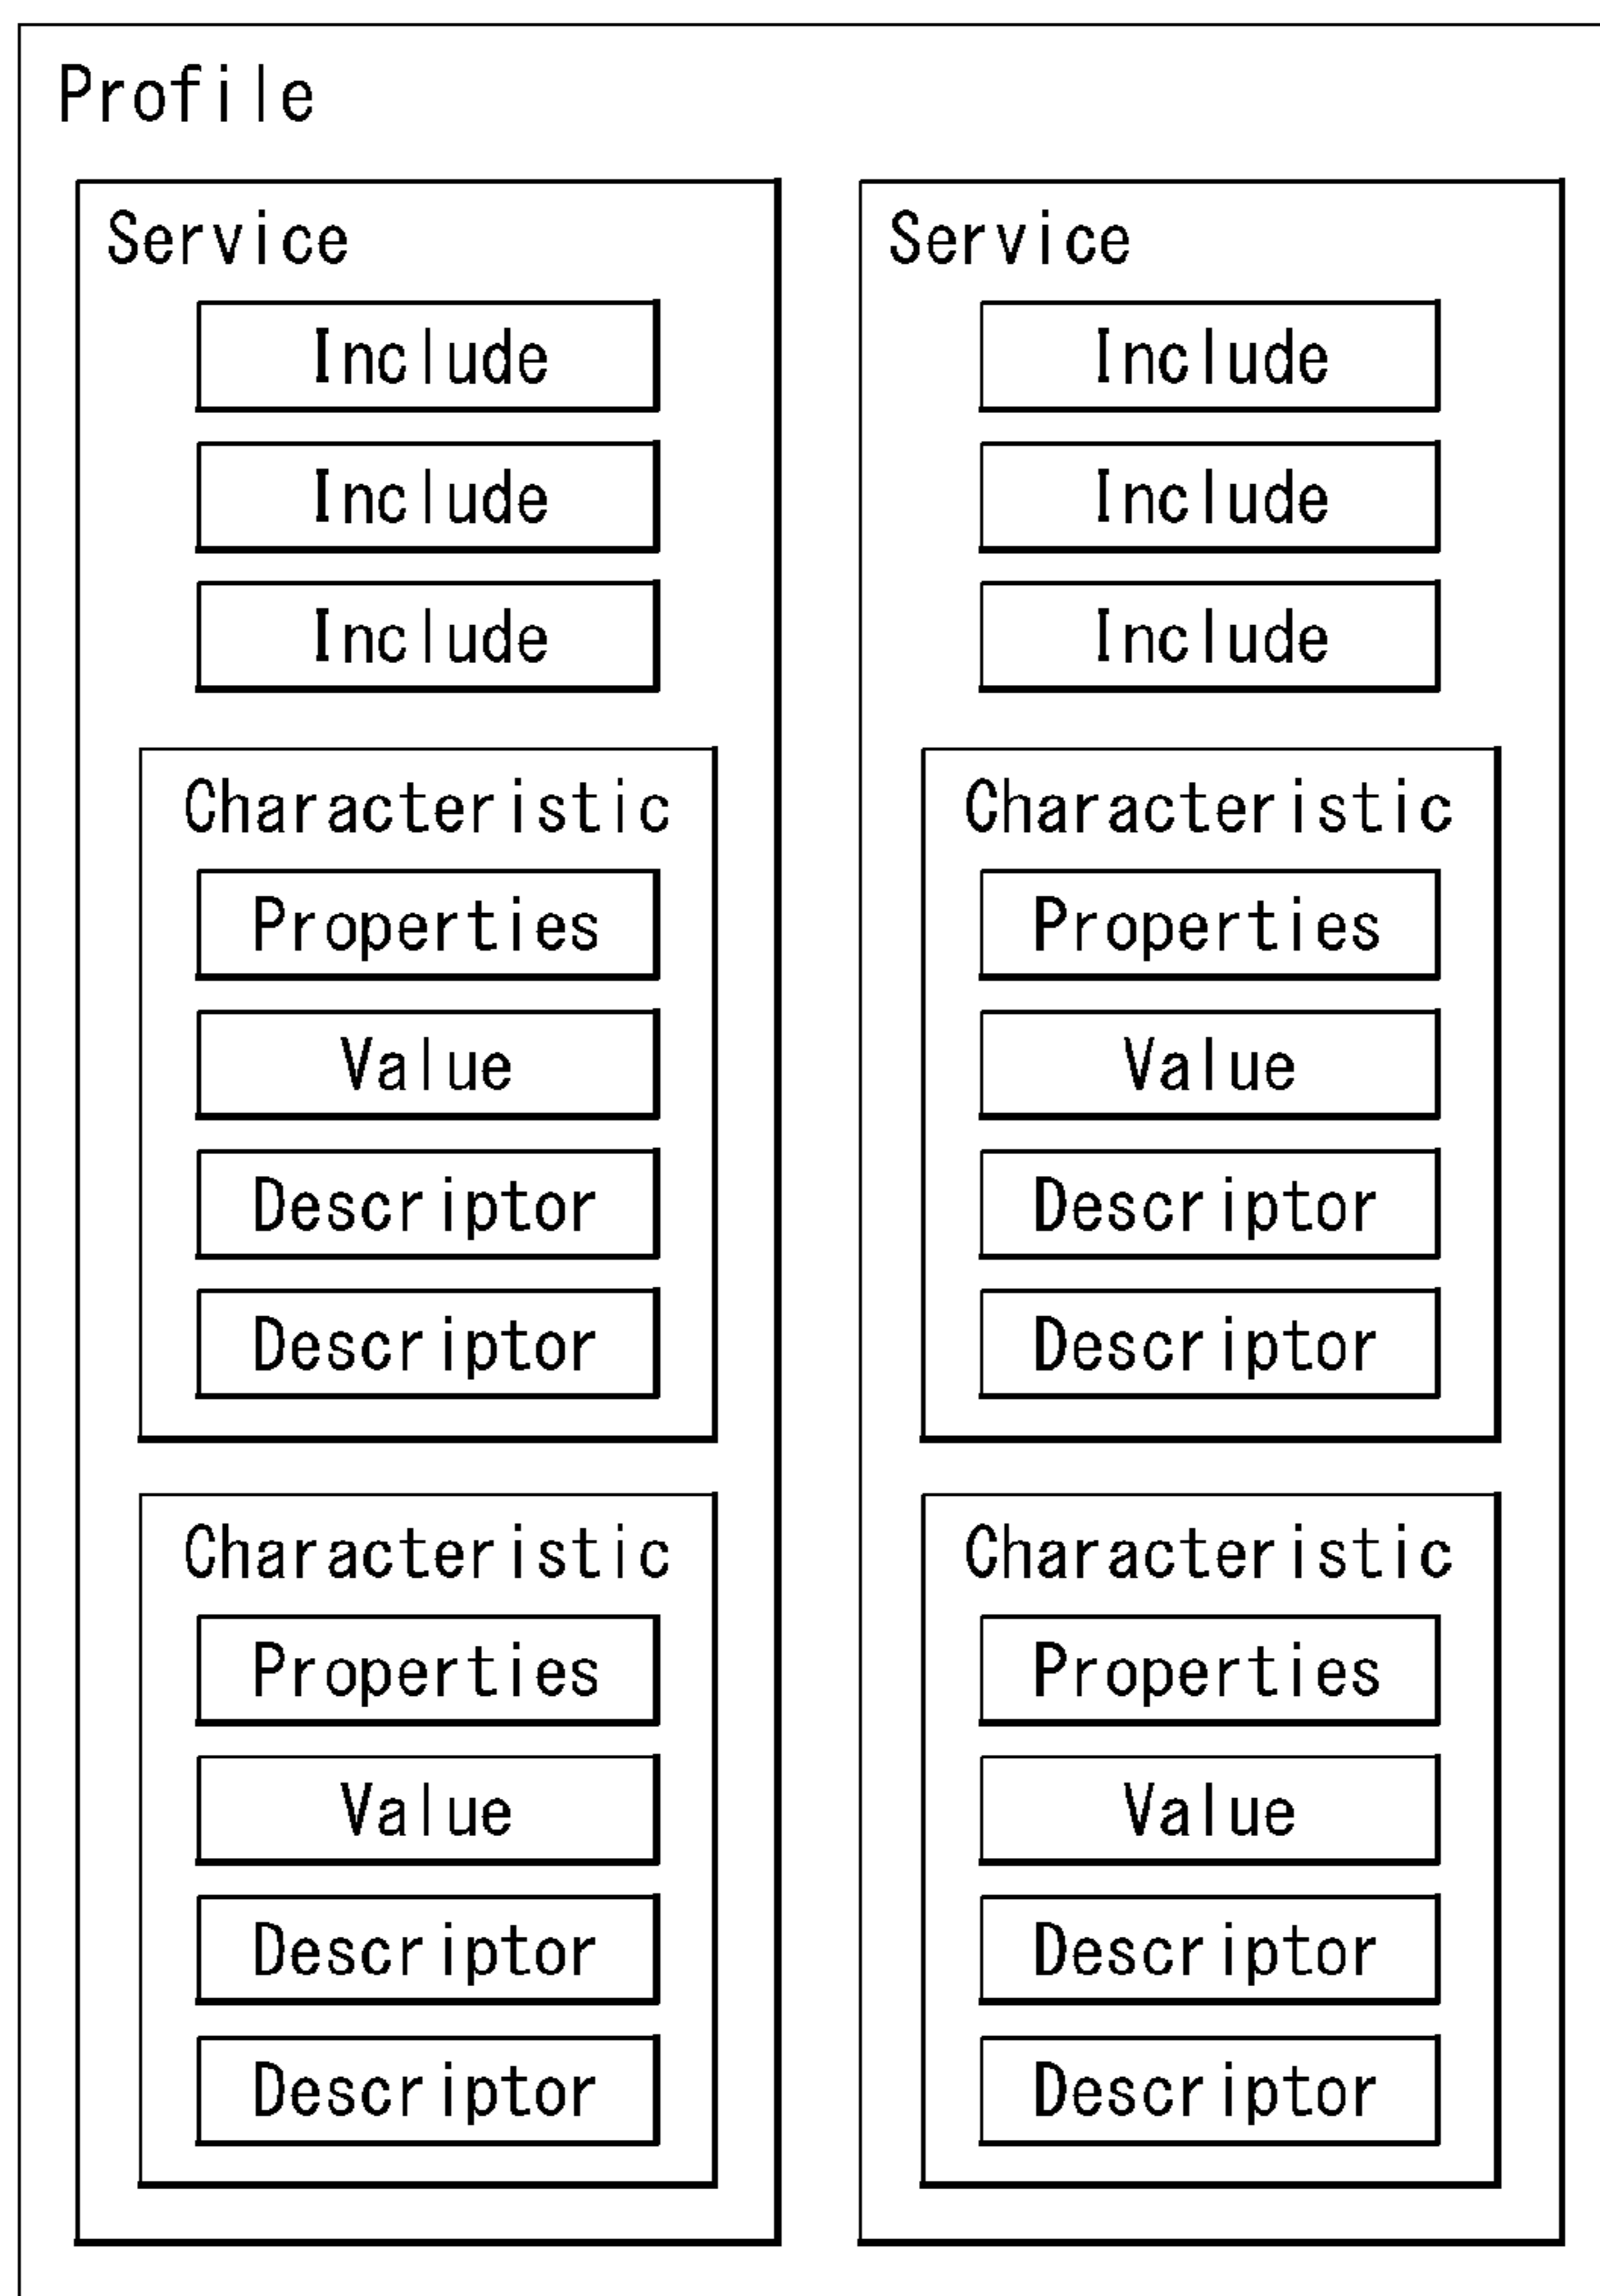 Profile
Service
Include
Include
Include
Characteristic
Properties
Value
Descriptor
Descriptor
Characteristic
Properties
Value
Descriptor
Descriptor
Service
Include
Include
Include
Characteristic
Properties
Value
Descriptor
Descriptor
Characteristic
Properties
Value
Descriptor
Descriptor